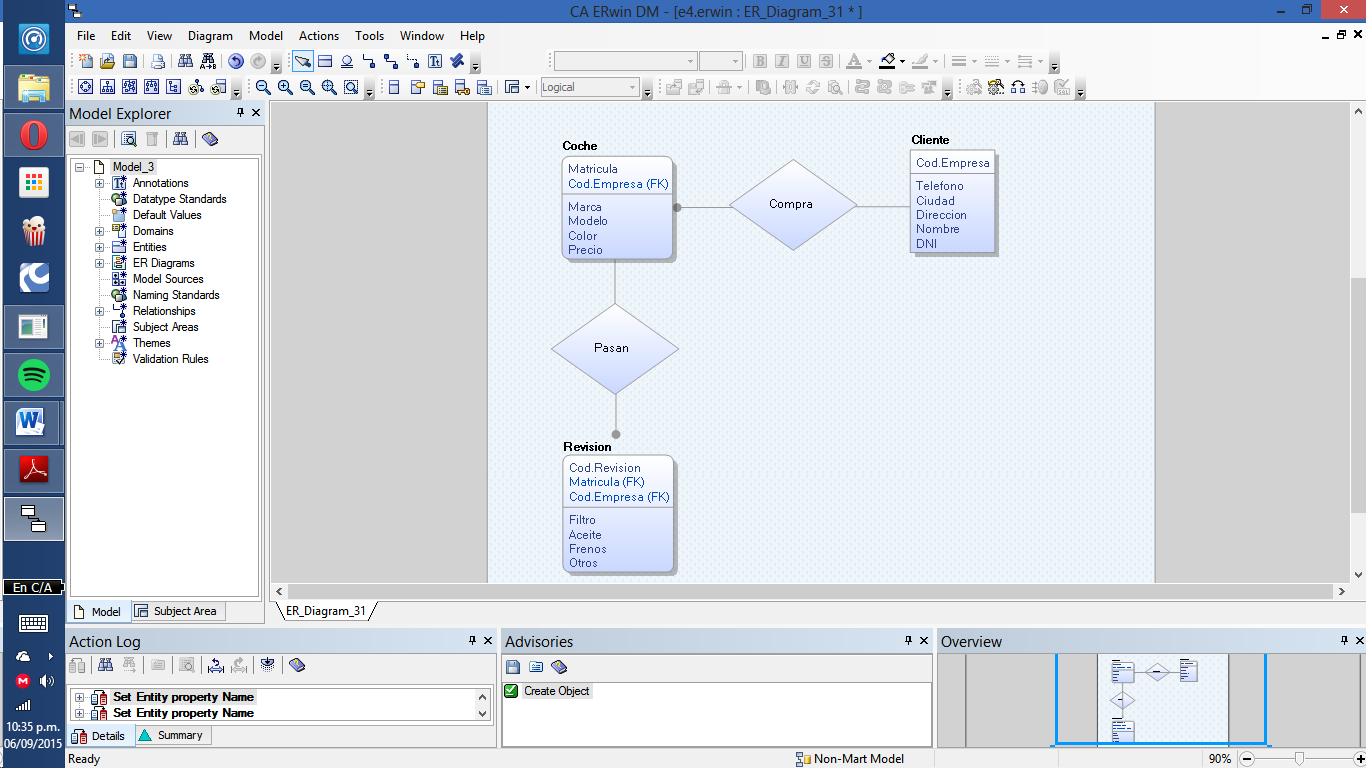 CA ERwin DM - [e4.erwin : ER_Diagram_31 * ]
File Edit View Diagram Model Actions Tools Window Help
A↔B
Tt
B I U S A
Logical
Model Explorer
Model_3
Annotations
Datatype Standards
Default Values
Domains
Entities
ER Diagrams
Model Sources
Naming Standards
Relationships
Subject Areas
Themes
Validation Rules
Model Subject Area
Coche
Matricula
Cod.Empresa (FK)
Marca
Modelo
Color
Precio
Compra
Cliente
Cod.Empresa
Telefono
Ciudad
Direccion
Nombre
DNI
Pasan
Revision
Cod.Revision
Matricula (FK)
Cod.Empresa (FK)
Filtro
Aceite
Frenos
Otros
ER_Diagram_31
En C/A
10:35 p.m.
06/09/2015
Action Log
Set Entity property Name
Set Entity property Name
Details Summary
Advisories
Create Object
Overview
Ready
Non-Mart Model
90%